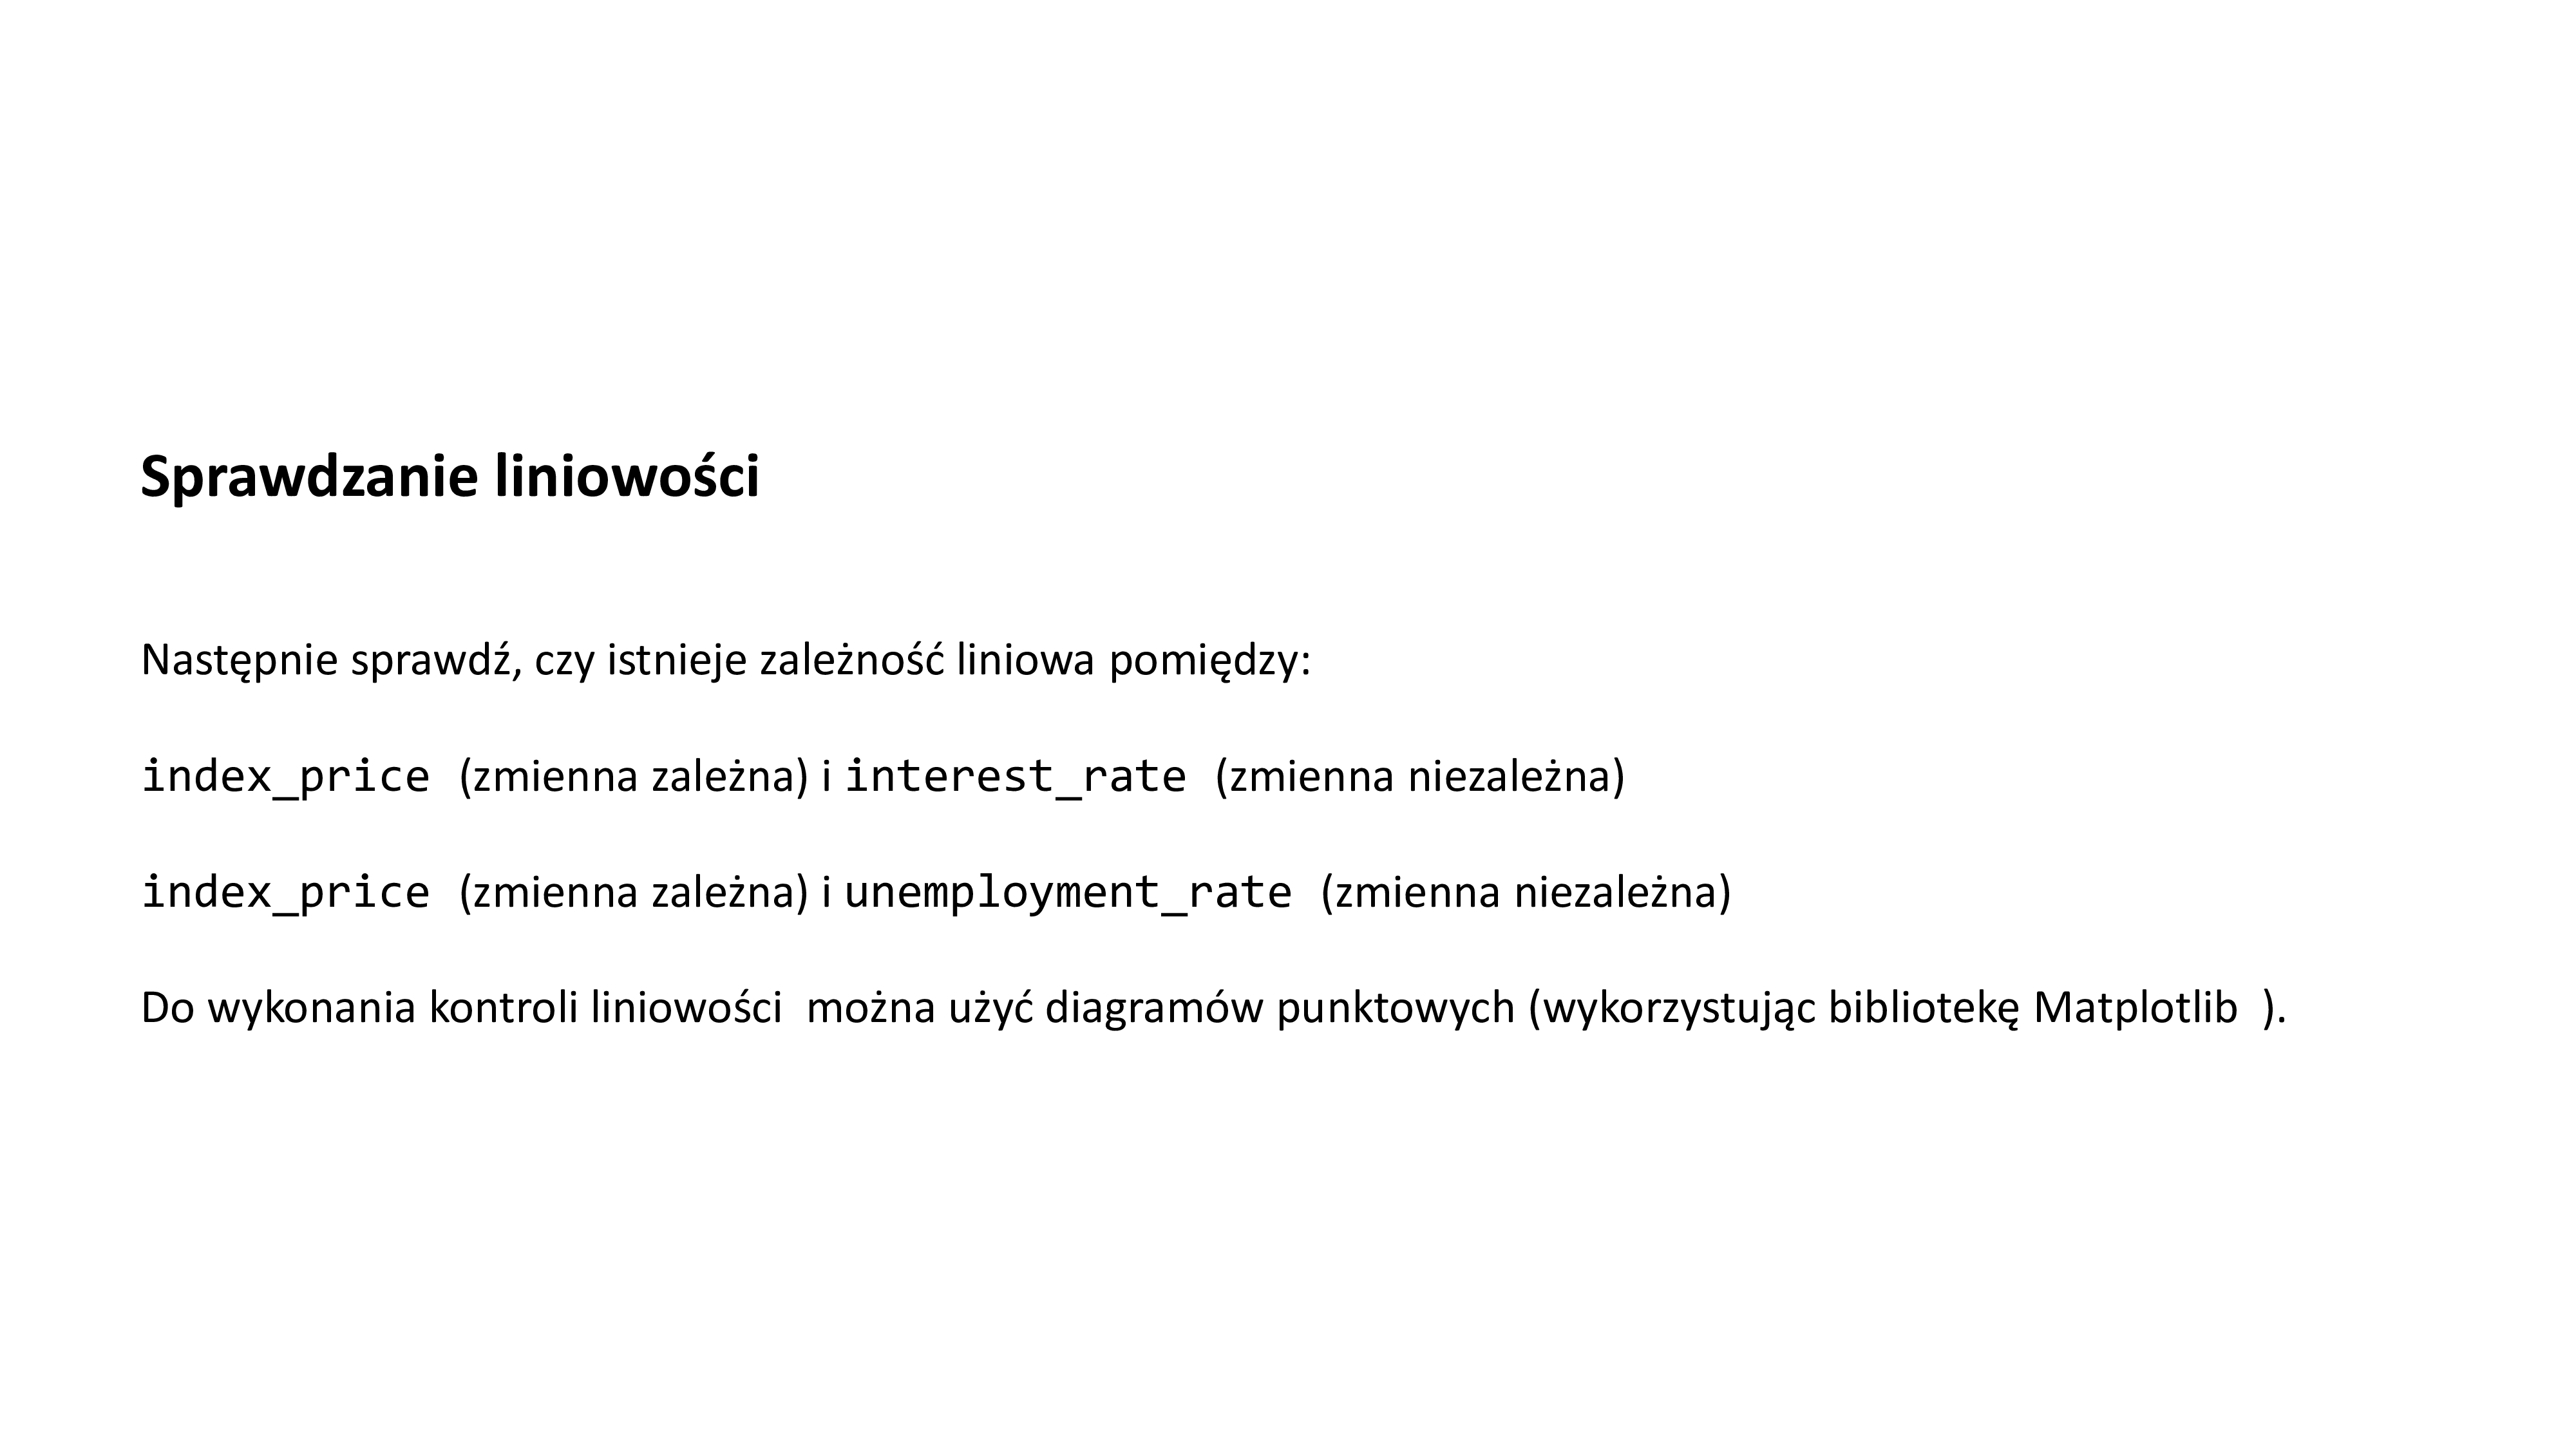 Sprawdzanie liniowości
Następnie sprawdź, czy istnieje zależność liniowa pomiędzy:
index_price (zmienna zależna) i interest_rate (zmienna niezależna)
index_price (zmienna zależna) i unemployment_rate (zmienna niezależna)
Do wykonania kontroli liniowości  można użyć diagramów punktowych (wykorzystując bibliotekę Matplotlib  ).